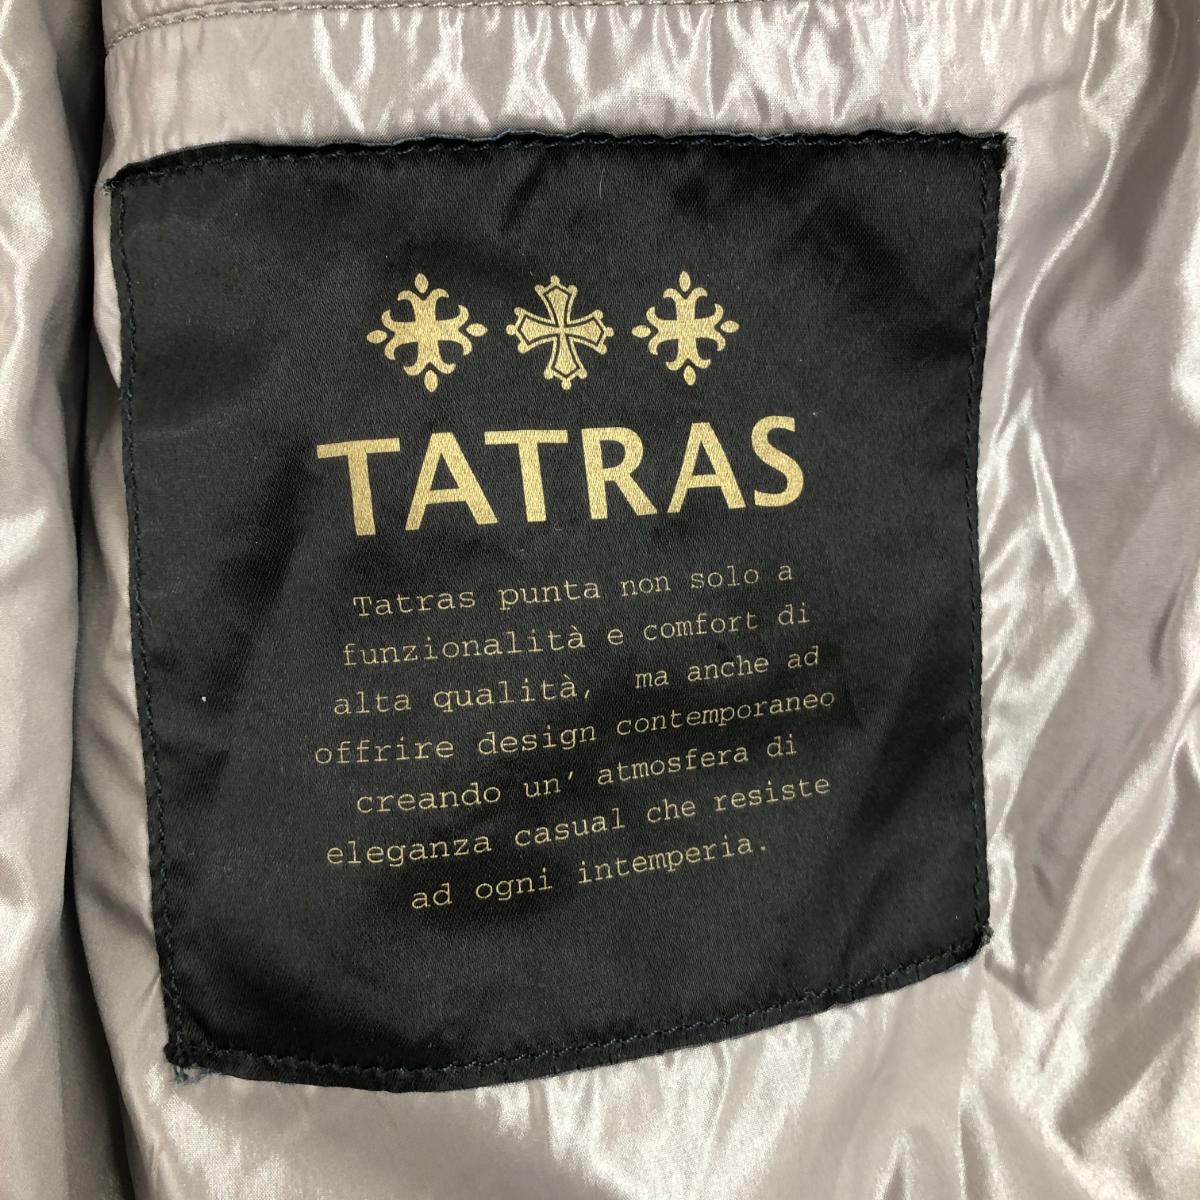 TATRAS
Tatras punta non solo a
funzionalità e comfort di
alta qualità, ma anche ad
offrire design contemporaneo
creando un’ atmosfera di
eleganza casual che resiste
ad ogni intemperia.